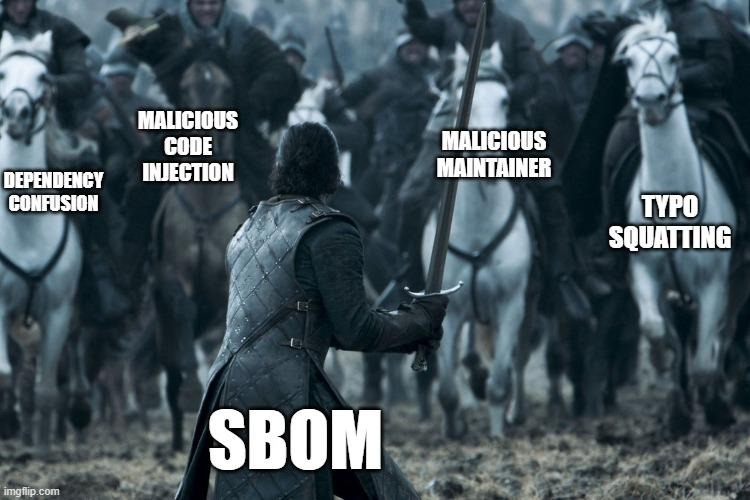 MALICIOUS
CODE
INJECTION
MALICIOUS
MAINTAINER
DEPENDENCY
CONFUSION
TYPO
SQUATTING
SBOM
imgflip.com